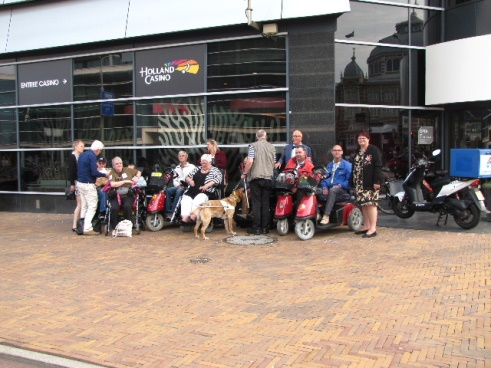 ENTREE CASINO →
HOLLAND
CASINO